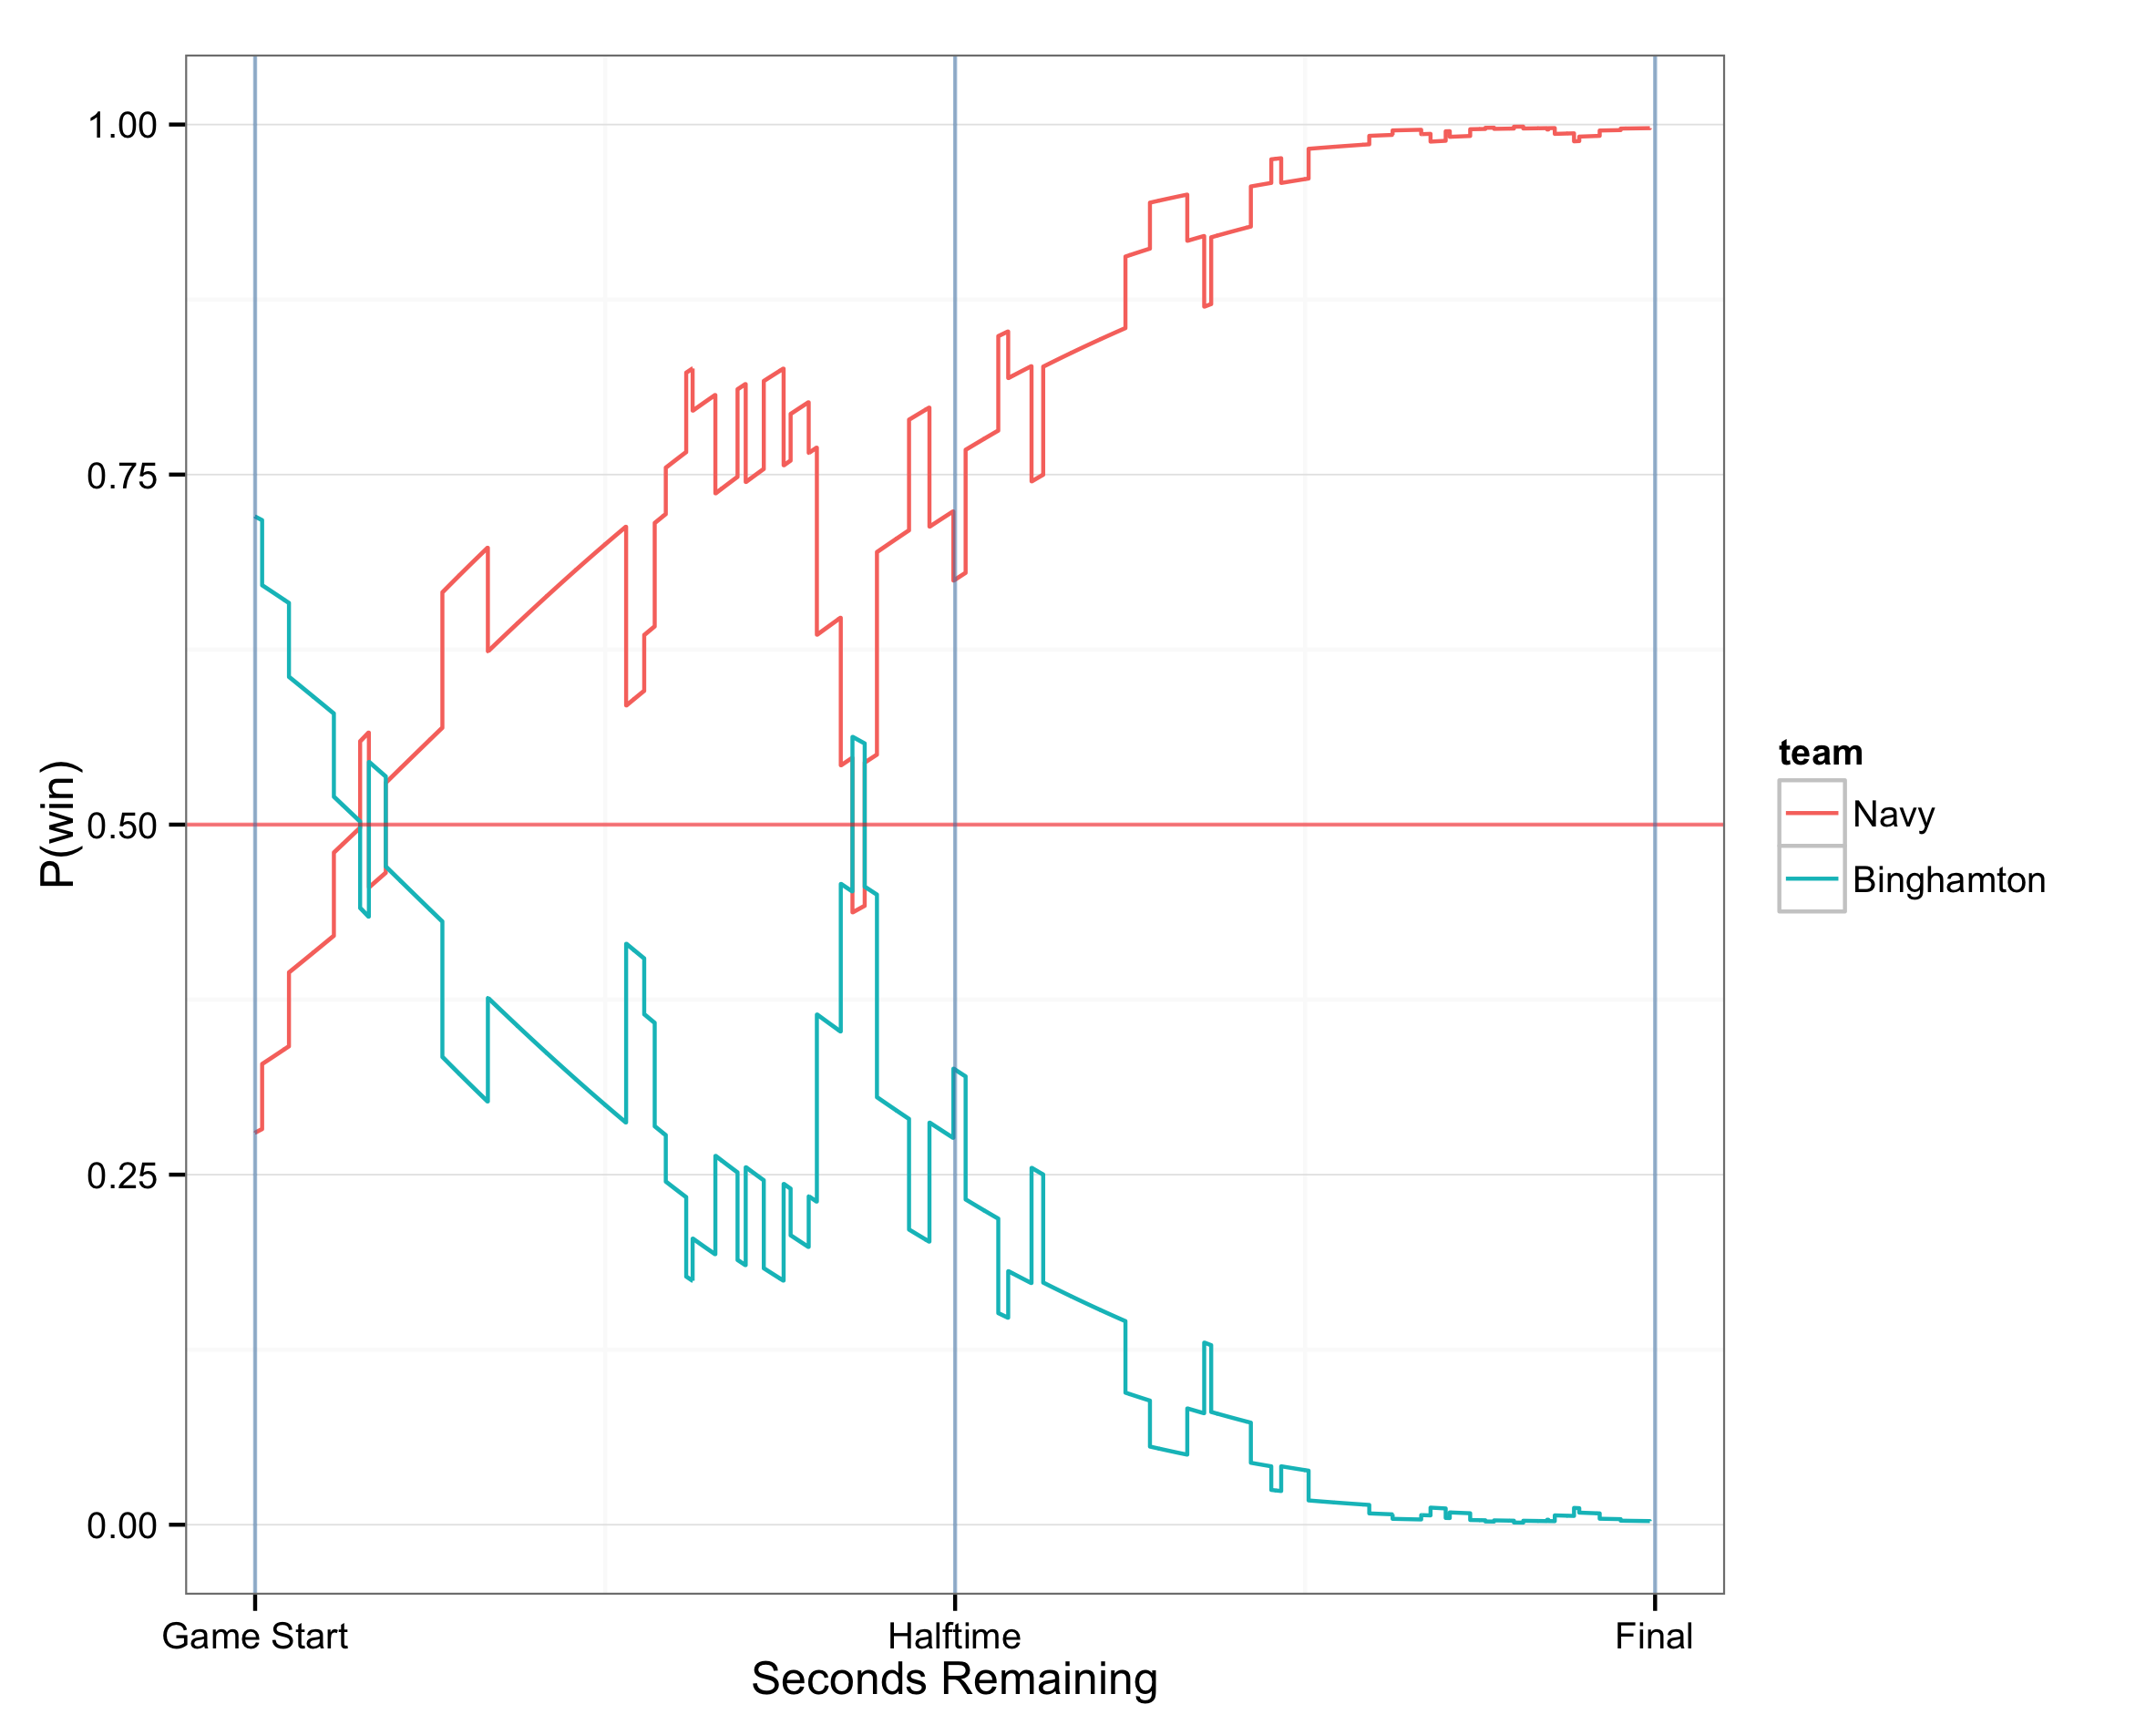 1.00
0.75
0.50
0.25
0.00
P(win)
Game Start
Halftime
Final
Seconds Remaining
team
Navy
Binghamton